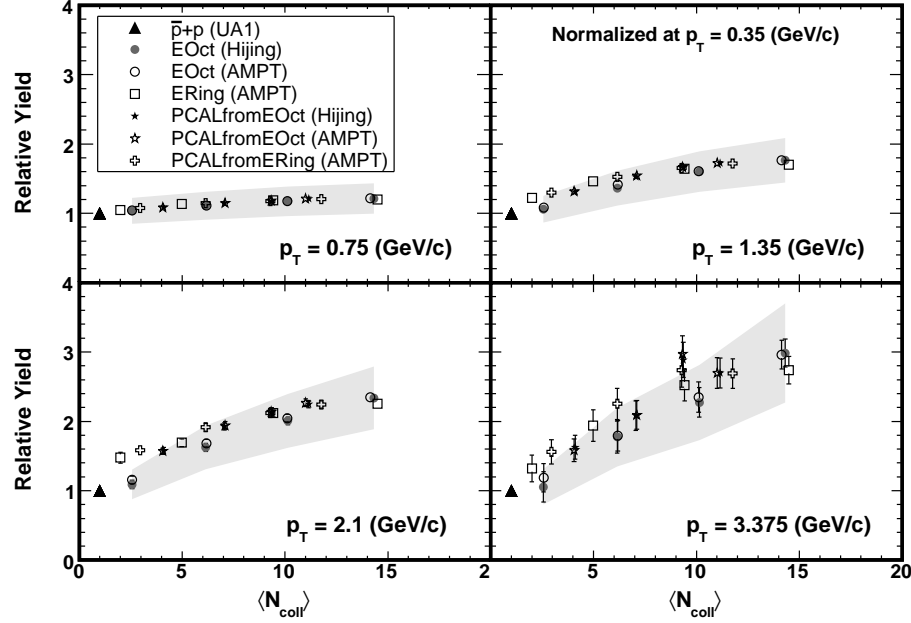 4
3
2
1
0
Relative Yield
p̄+p (UA1)
EOct (Hijing)
EOct (AMPT)
ERing (AMPT)
PCALfromEOct (Hijing)
PCALfromEOct (AMPT)
PCALfromERing (AMPT)
p_T = 0.75 (GeV/c)
Normalized at p_T = 0.35 (GeV/c)
p_T = 1.35 (GeV/c)
4
3
2
1
0
Relative Yield
p_T = 2.1 (GeV/c)
p_T = 3.375 (GeV/c)
0 5 10 15 2
0 5 10 15 20
⟨N_coll⟩
⟨N_coll⟩